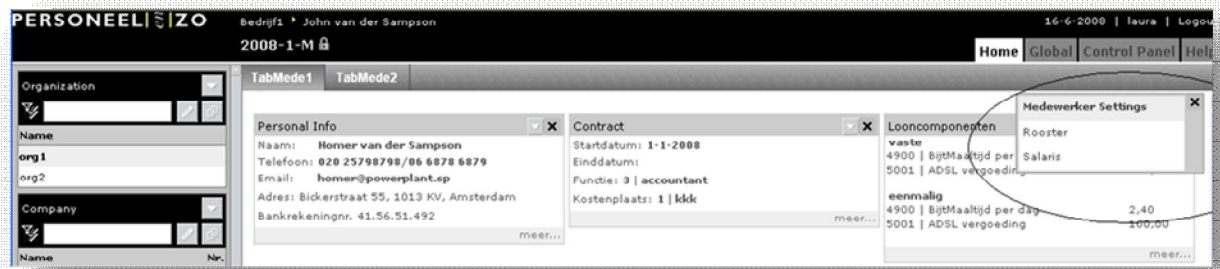 PERSONEEL ZO
Bedrijf1 John van der Sampson
16-6-2008 | laura | Logou
2008-1-M
Home Global Control Panel Help
Organization
Name
org1
org2
Company
Name Nr.
TabMede1 TabMede2
Personal Info
Naam: Homer van der Sampson
Telefoon: 020 25798798/06 6878 6879
Email: homer@powerplant.sp
Adres: Bickerstraat 55, 1013 KV, Amsterdam
Bankrekeningnr. 41.56.51.492
meer...
Contract
Startdatum: 1-1-2008
Einddatum:
Functie: 3 | accountant
Kostenplaats: 1 | kkk
meer...
Looncomponenten
vaste
4900 | BijtMaaltijd per
5001 | ADSL vergoeding
eenmalig
4900 | BijtMaaltijd per dag 2,40
5001 | ADSL vergoeding 100,00
meer...
Medewerker Settings
Rooster
Salaris